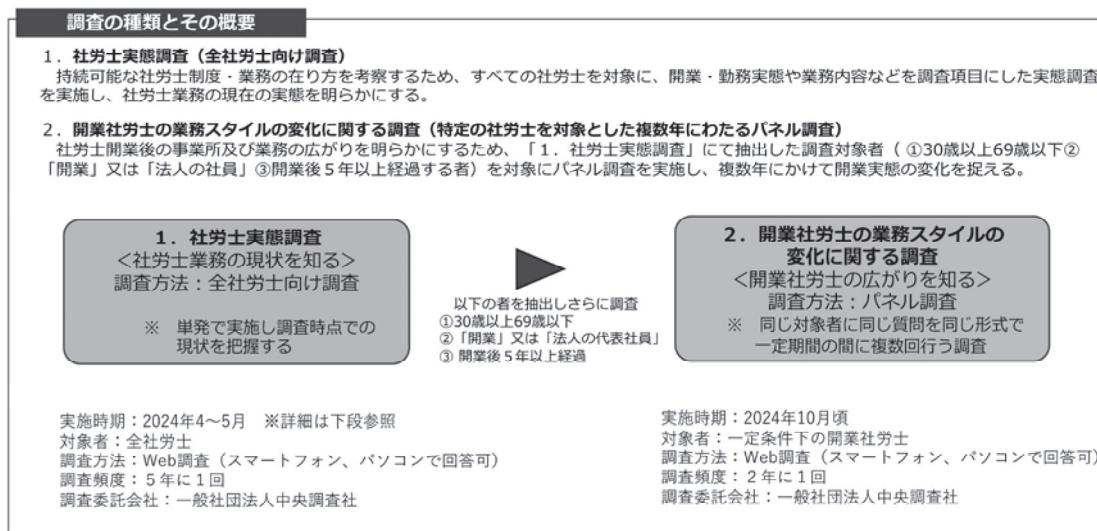 調査の種類とその概要
１．社労士実態調査（全社労士向け調査）
持続可能な社労士制度・業務の在り方を考察するため、すべての社労士を対象に、開業・勤務実態や業務内容などを調査項目にした実態調査
を実施し、社労士業務の現在の実態を明らかにする。
２．開業社労士の業務スタイルの変化に関する調査（特定の社労士を対象とした複数年にわたるパネル調査）
社労士開業後の事業所及び業務の広がりを明らかにするため、「１．社労士実態調査」にて抽出した調査対象者（ ①30歳以上69歳以下②
「開業」又は「法人の社員」③開業後５年以上経過する者）を対象にパネル調査を実施し、複数年にかけて開業実態の変化を捉える。
１．社労士実態調査
＜社労士業務の現状を知る＞
調査方法：全社労士向け調査
※ 単発で実施し調査時点での
現状を把握する
以下の者を抽出しさらに調査
①30歳以上69歳以下
②「開業」又は「法人の代表社員」
③ 開業後５年以上経過
２．開業社労士の業務スタイルの
変化に関する調査
＜開業社労士の広がりを知る＞
調査方法：パネル調査
※ 同じ対象者に同じ質問を同じ形式で
一定期間の間に複数回行う調査
実施時期：2024年4～5月 ※詳細は下段参照
対象者：全社労士
調査方法：Web調査（スマートフォン、パソコンで回答可）
調査頻度：５年に１回
調査委託会社：一般社団法人中央調査社
実施時期：2024年10月頃
対象者：一定条件下の開業社労士
調査方法：Web調査（スマートフォン、パソコンで回答可）
調査頻度：２年に１回
調査委託会社：一般社団法人中央調査社